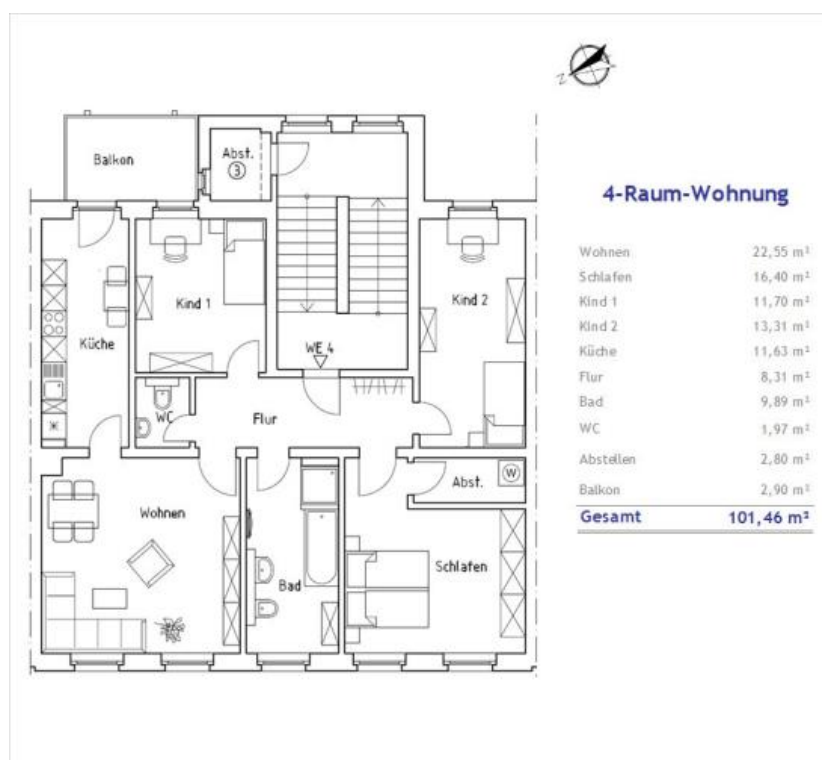 N
Balkon
Abst.
3
4-Raum-Wohnung
Wohnen 22,55 m²
Schlafen 16,40 m²
Kind 1 11,70 m²
Kind 2 13,31 m²
Küche 11,63 m²
Flur 8,31 m²
Bad 9,89 m²
WC 1,97 m²
Abstellen 2,80 m²
Balkon 2,90 m²
Gesamt 101,46 m²
Kind 1
Kind 2
Küche
WE 4
WC
Flur
Abst.
W
Wohnen
Bad
Schlafen